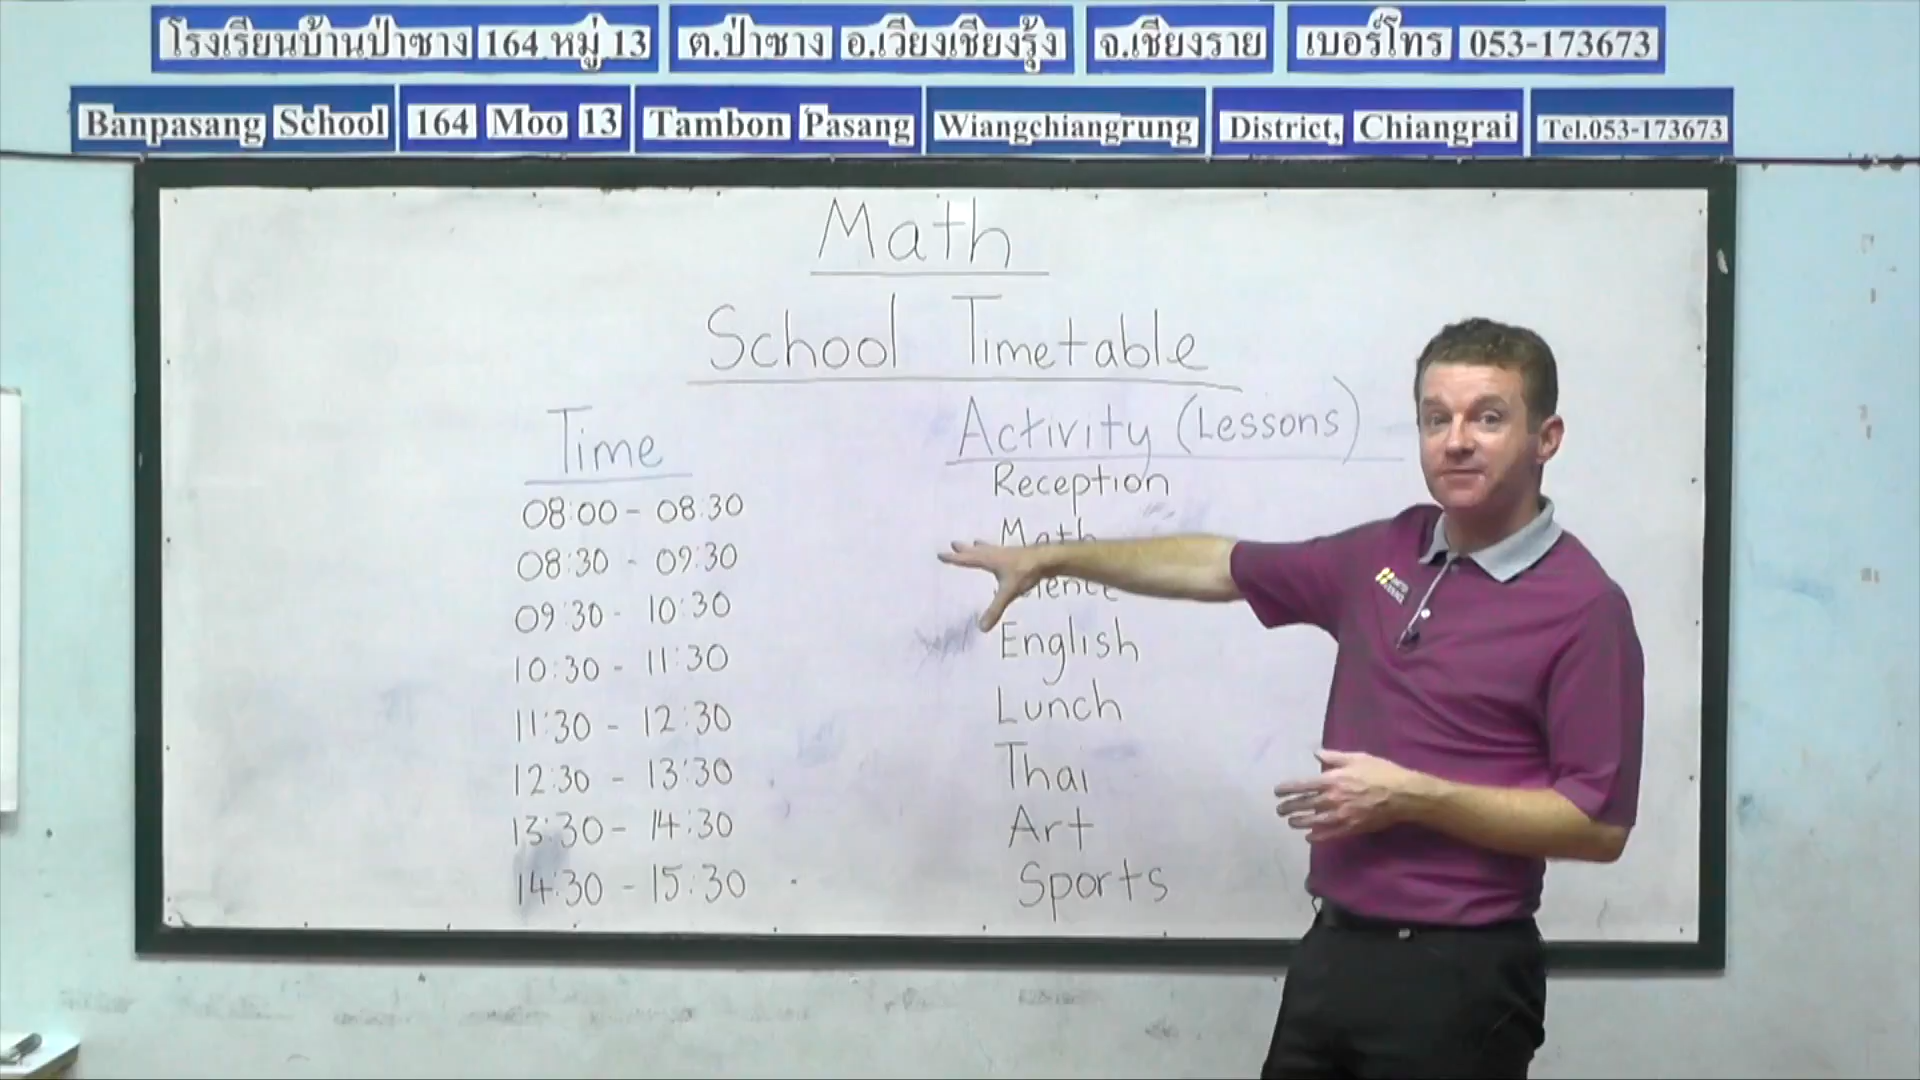 โรงเรียนบ้านป่าซาง 164 หมู่ 13 ต.ป่าซาง อ.เวียงเชียงรุ้ง จ.เชียงราย เบอร์โทร 053-173673
Banpasang School 164 Moo 13 Tambon Pasang Wiangchiangrung District, Chiangrai Tel.053-173673
Math
School Timetable
Time Activity (Lessons)
08:00 - 08:30 Reception
08:30 - 09:30 Math
09:30 - 10:30
10:30 - 11:30 English
11:30 - 12:30 Lunch
12:30 - 13:30 Thai
13:30 - 14:30 Art
14:30 - 15:30 Sports